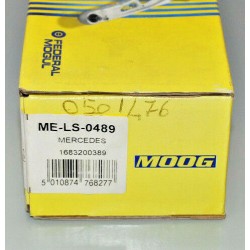 FEDERAL
MOGUL
0501476
ME-LS-0489
MERCEDES
1683200389
5 010874 768277
MOOG